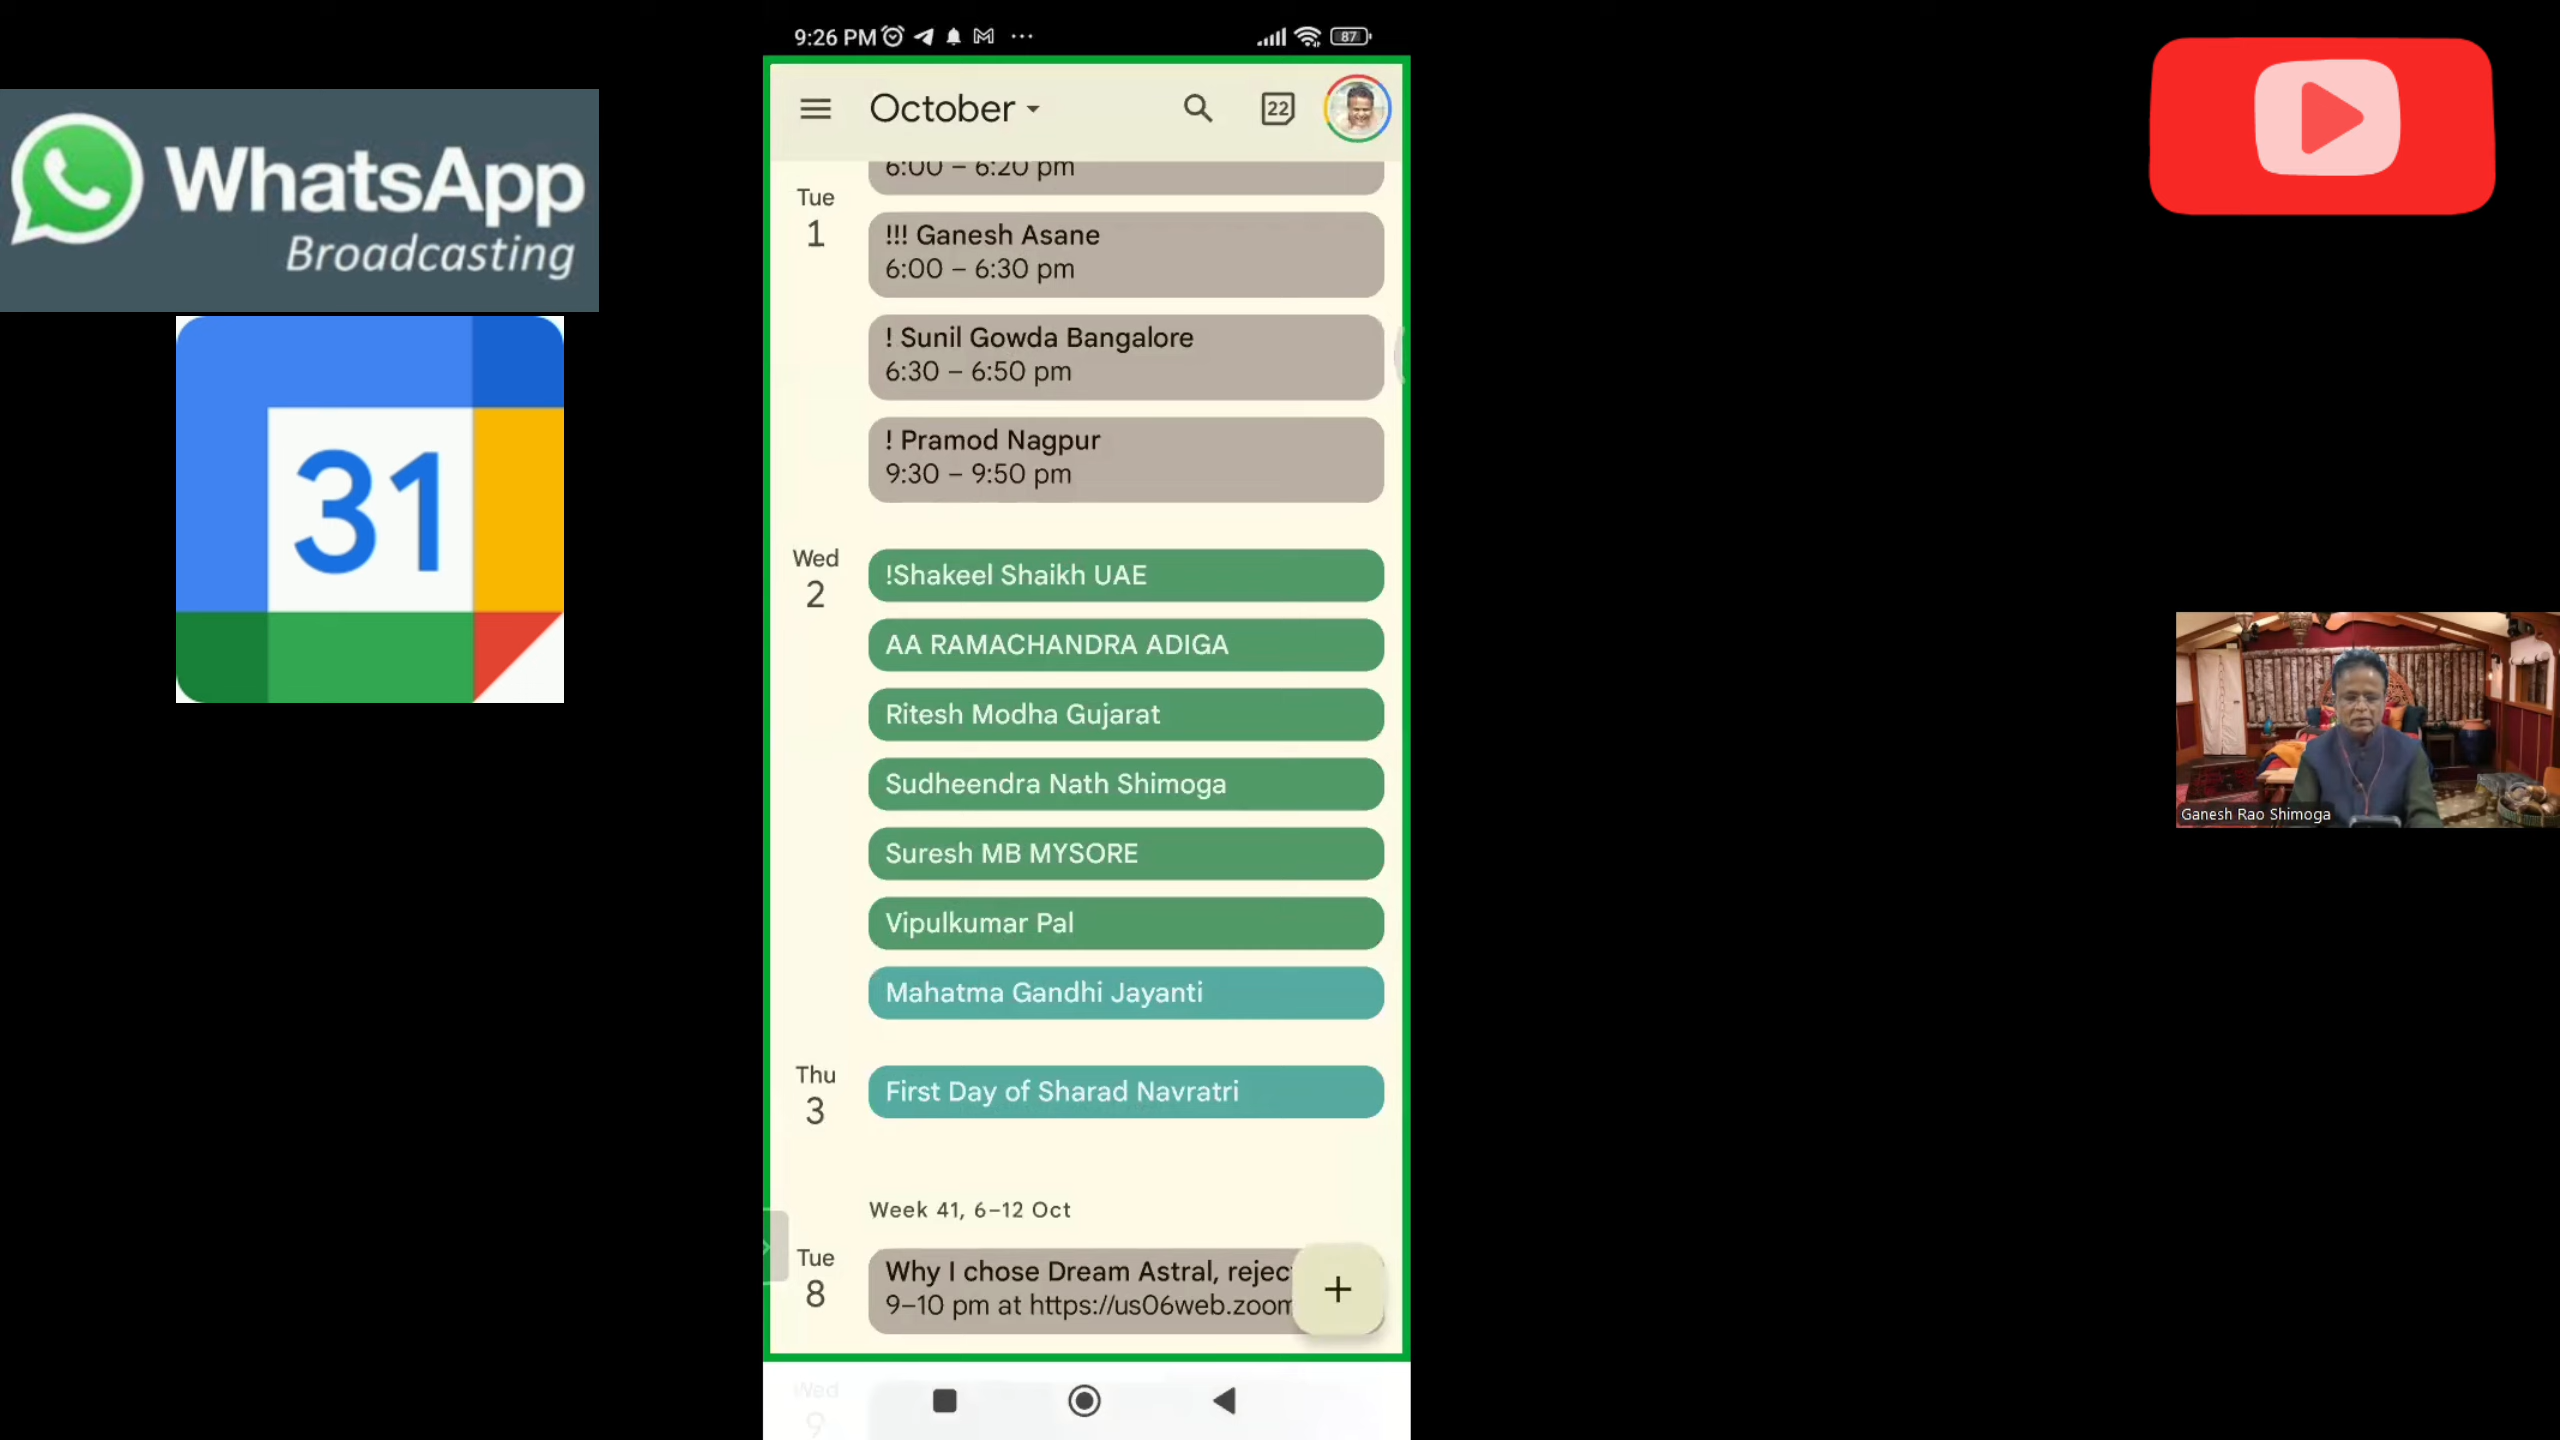 9:26 PM
87
WhatsApp
Broadcasting
31
October
22
6:00 – 6:20 pm
Tue
1
!!! Ganesh Asane
6:00 – 6:30 pm
! Sunil Gowda Bangalore
6:30 – 6:50 pm
! Pramod Nagpur
9:30 – 9:50 pm
Wed
2
!Shakeel Shaikh UAE
AA RAMACHANDRA ADIGA
Ritesh Modha Gujarat
Sudheendra Nath Shimoga
Suresh MB MYSORE
Vipulkumar Pal
Mahatma Gandhi Jayanti
Thu
3
First Day of Sharad Navratri
Week 41, 6–12 Oct
Tue
8
Why I chose Dream Astral, rejec
9–10 pm at https://us06web.zoom
Wed
9
Ganesh Rao Shimoga